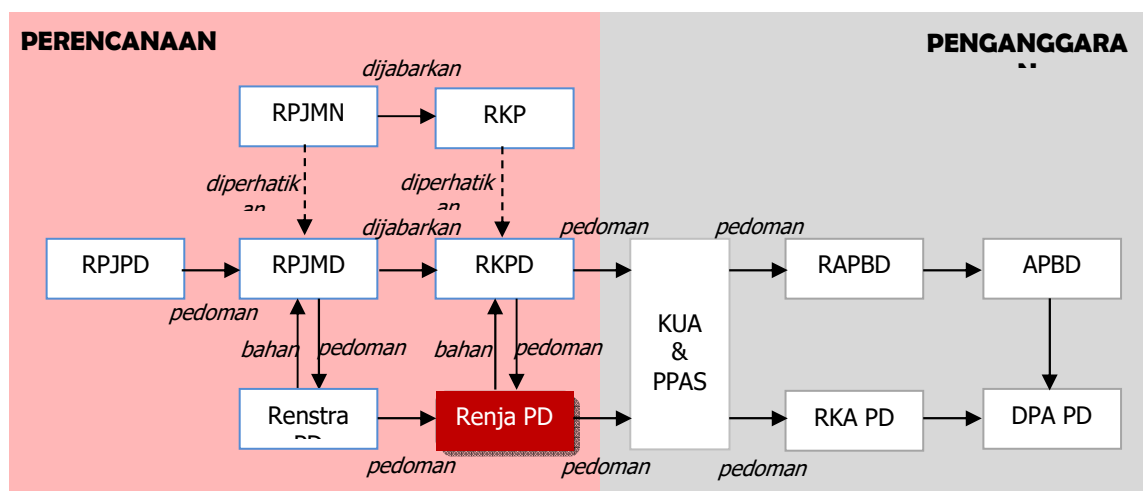 PERENCANAAN
PENGANGGARA
dijabarkan
RPJMN
RKP
diperhatik
diperhatik
dijabarkan
pedoman
pedoman
RPJPD
RPJMD
RKPD
RAPBD
APBD
pedoman
KUA
&
PPAS
bahan
pedoman
bahan
pedoman
Renstra
Renja PD
RKA PD
DPA PD
pedoman
pedoman
pedoman